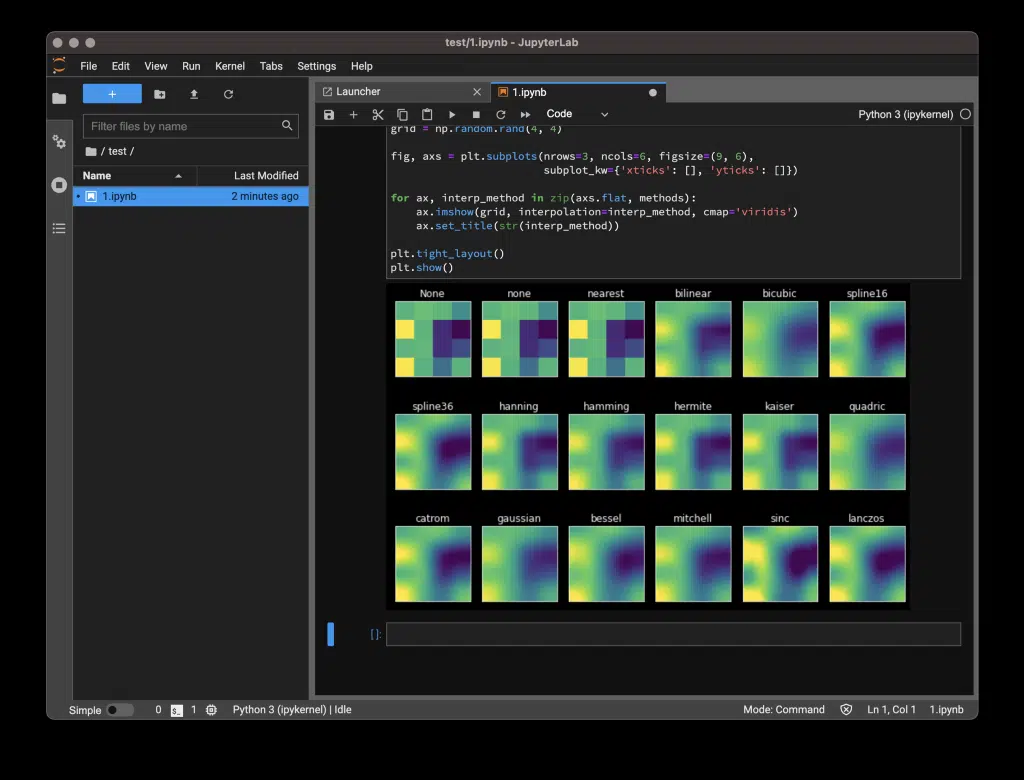 test/1.ipynb - JupyterLab
File Edit View Run Kernel Tabs Settings Help
+
Launcher
1.ipynb
Filter files by name
Code
Python 3 (ipykernel)
/ test /
Name Last Modified
1.ipynb 2 minutes ago
grid = np.random.rand(4, 4)
fig, axs = plt.subplots(nrows=3, ncols=6, figsize=(9, 6),
subplot_kw={'xticks': [], 'yticks': []})
for ax, interp_method in zip(axs.flat, methods):
ax.imshow(grid, interpolation=interp_method, cmap='viridis')
ax.set_title(str(interp_method))
plt.tight_layout()
plt.show()
None none nearest bilinear bicubic spline16
spline36 hanning hamming hermite kaiser quadric
catrom gaussian bessel mitchell sinc lanczos
[]:
Simple 0 $_ 1 Python 3 (ipykernel) | Idle Mode: Command Ln 1, Col 1 1.ipynb